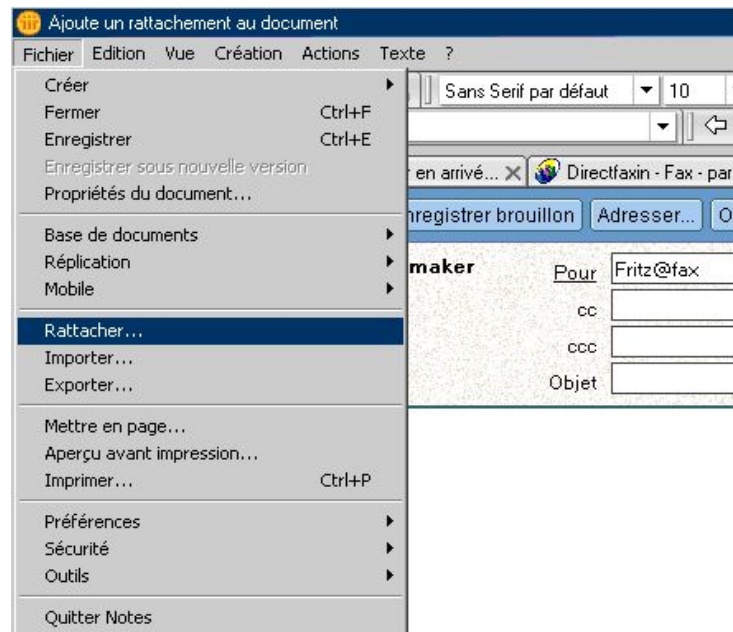 Ajoute un rattachement au document
Fichier Edition Vue Création Actions Texte ?
Sans Serif par défaut 10
Créer
Fermer Ctrl+F
Enregistrer Ctrl+E
Enregistrer sous nouvelle version
Propriétés du document...
en arrivé... Directfaxin - Fax - par
nregistrer brouillon Adresser... O
Base de documents
Réplication
Mobile
maker Pour Fritz@fax
cc
ccc
Objet
Rattacher...
Importer...
Exporter...
Mettre en page...
Aperçu avant impression...
Imprimer... Ctrl+P
Préférences
Sécurité
Outils
Quitter Notes